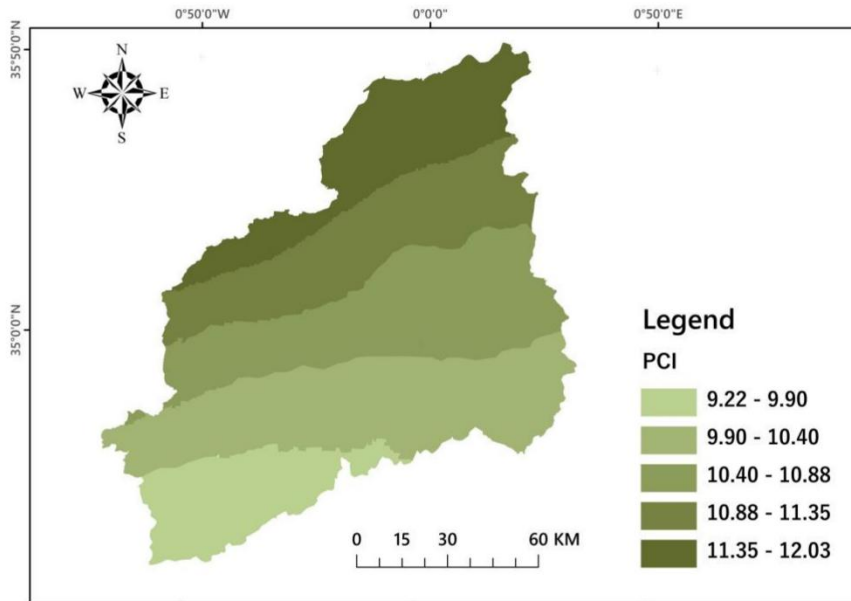 0°50'0"W 0°0'0" 0°50'0"E
35°50'0"N
N
W E
S
35°0'0"N
Legend
PCI
9.22 - 9.90
9.90 - 10.40
10.40 - 10.88
10.88 - 11.35
11.35 - 12.03
0 15 30 60 KM